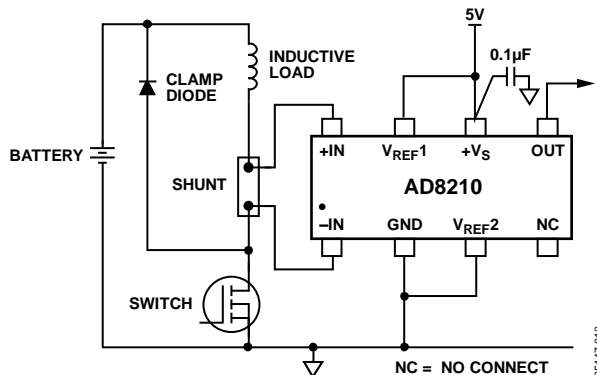 5V
0.1µF
INDUCTIVE
LOAD
CLAMP
DIODE
BATTERY
SHUNT
+IN
VREF1
+VS
OUT
AD8210
–IN
GND
VREF2
NC
SWITCH
NC = NO CONNECT